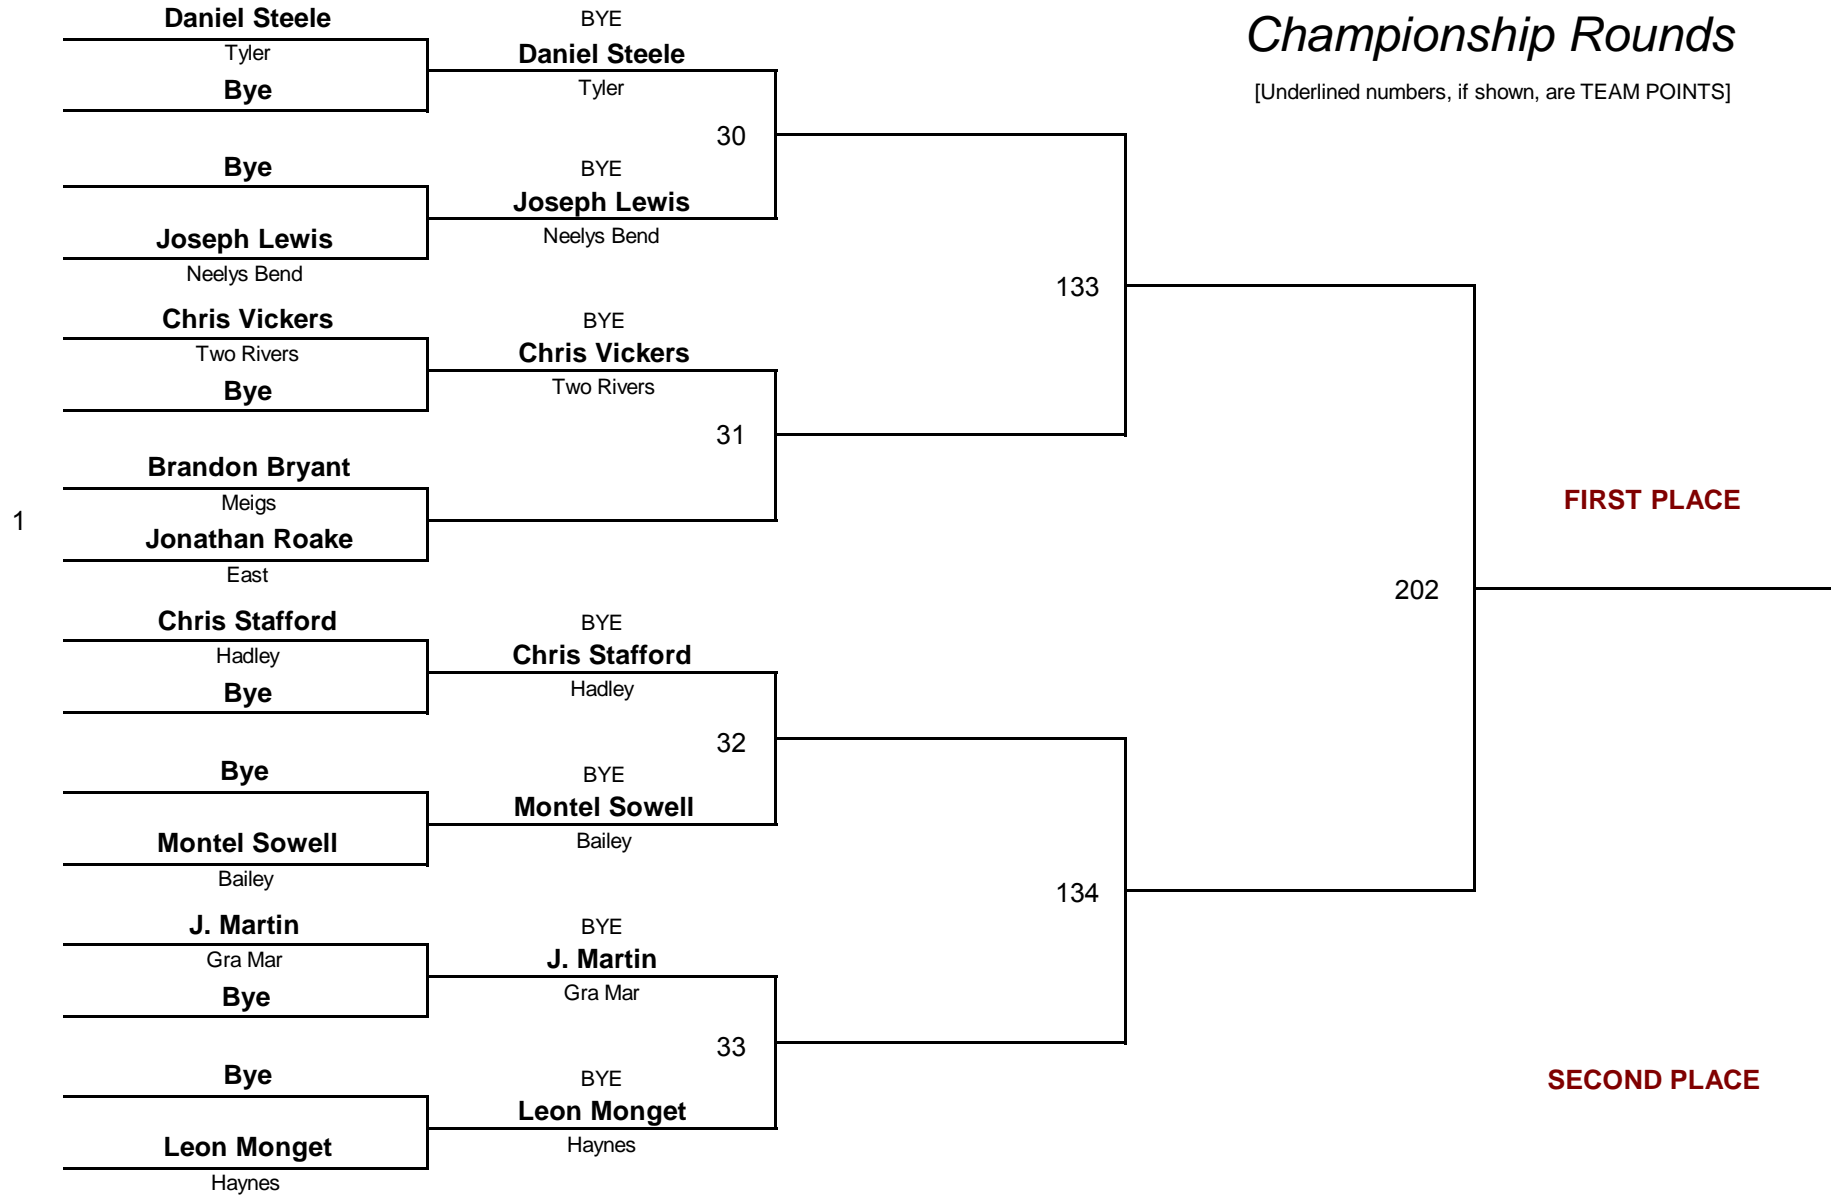 Championship Rounds
[Underlined numbers, if shown, are TEAM POINTS]
Daniel Steele
Tyler
Bye
Bye
Joseph Lewis
Neelys Bend
Chris Vickers
Two Rivers
Bye
1
Brandon Bryant
Meigs
Jonathan Roake
East
Chris Stafford
Hadley
Bye
Bye
Montel Sowell
Bailey
J. Martin
Gra Mar
Bye
Bye
Leon Monget
Haynes
BYE
Daniel Steele
Tyler
30
BYE
Joseph Lewis
Neelys Bend
BYE
Chris Vickers
Two Rivers
31
BYE
Chris Stafford
Hadley
32
BYE
Montel Sowell
Bailey
BYE
J. Martin
Gra Mar
33
BYE
Leon Monget
Haynes
133
134
202
FIRST PLACE
SECOND PLACE